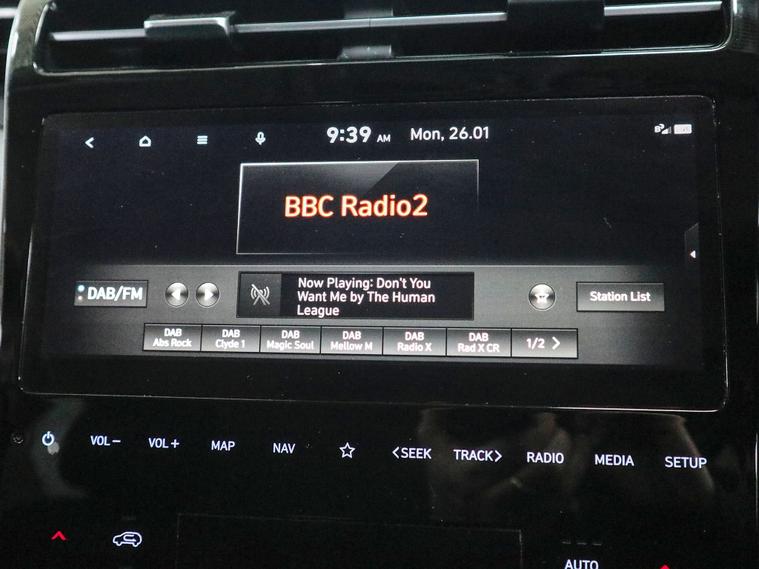 9:39 AM Mon, 26.01
BBC Radio2
DAB/FM
Now Playing: Don't You
Want Me by The Human
League
Station List
DAB
Abs Rock
DAB
Clyde 1
DAB
Magic Soul
DAB
Mellow M
DAB
Radio X
DAB
Rad X CR
1/2 >
VOL−
VOL+
MAP
NAV
<SEEK
TRACK>
RADIO
MEDIA
SETUP
AUTO